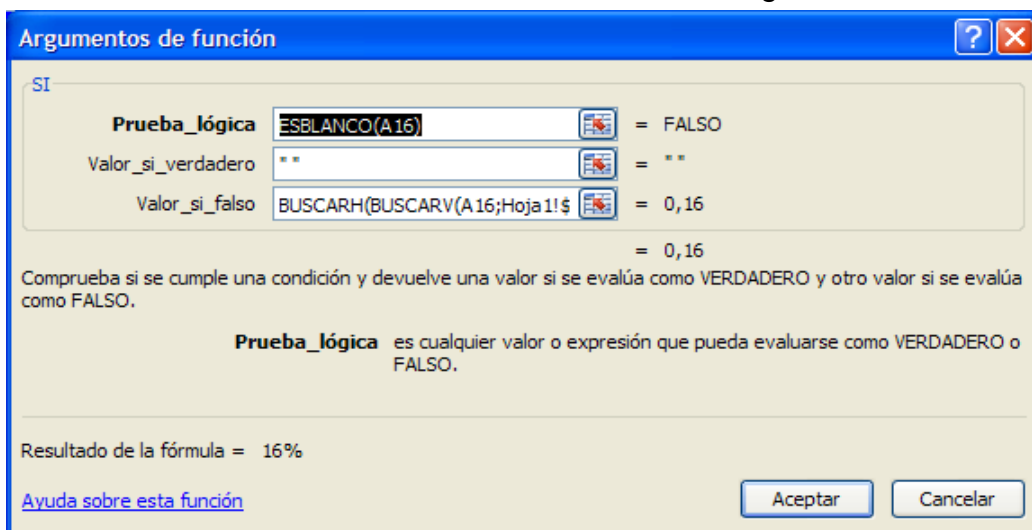 Argumentos de función
SI
Prueba_lógica ESBLANCO(A16) = FALSO
Valor_si_verdadero " " = " "
Valor_si_falso BUSCARH(BUSCARV(A16;Hoja1!$ = 0,16
= 0,16
Comprueba si se cumple una condición y devuelve una valor si se evalúa como VERDADERO y otro valor si se evalúa
como FALSO.
Prueba_lógica es cualquier valor o expresión que pueda evaluarse como VERDADERO o
FALSO.
Resultado de la fórmula = 16%
Ayuda sobre esta función Aceptar Cancelar